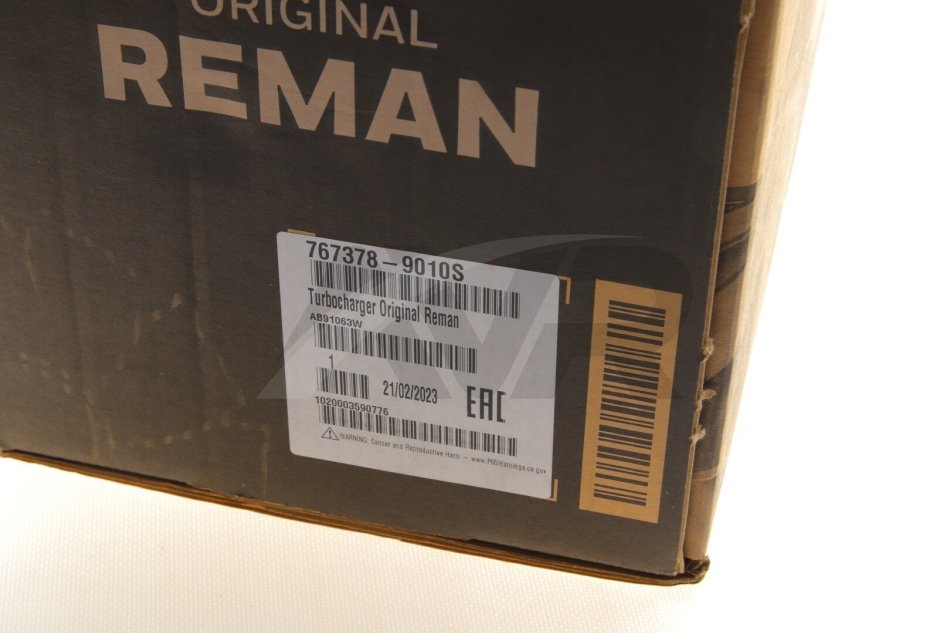 ORIGINAL
REMAN
767378-9010S
Turbocharger Original Reman
AB91063W
1
21/02/2023
EAC
1020003590776
WARNING: Cancer and Reproductive Harm - www.P65Warnings.ca.gov